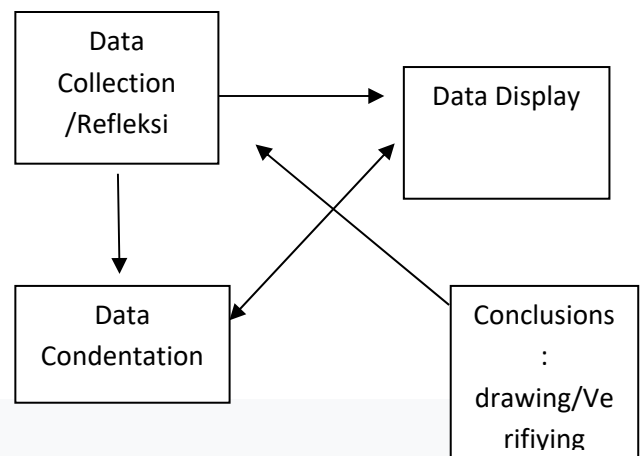 Data
Collection
/Refleksi
Data Display
Data
Condentation
Conclusions
:
drawing/Ve
rifiying